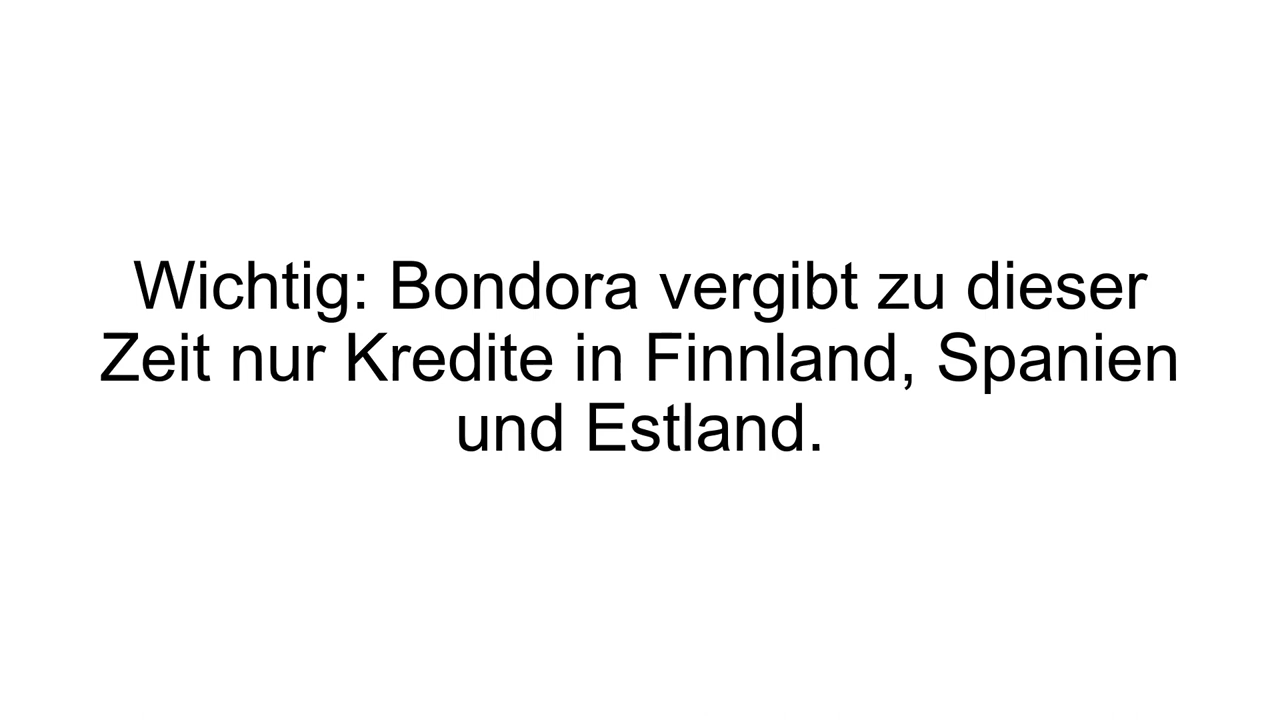 Wichtig: Bondora vergibt zu dieser
Zeit nur Kredite in Finnland, Spanien
und Estland.